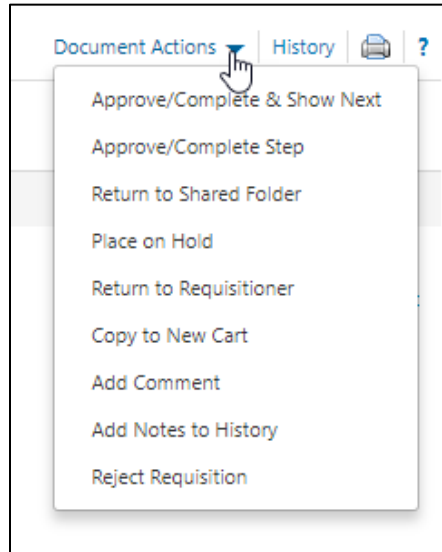 Document Actions History ?
Approve/Complete & Show Next
Approve/Complete Step
Return to Shared Folder
Place on Hold
Return to Requisitioner
Copy to New Cart
Add Comment
Add Notes to History
Reject Requisition